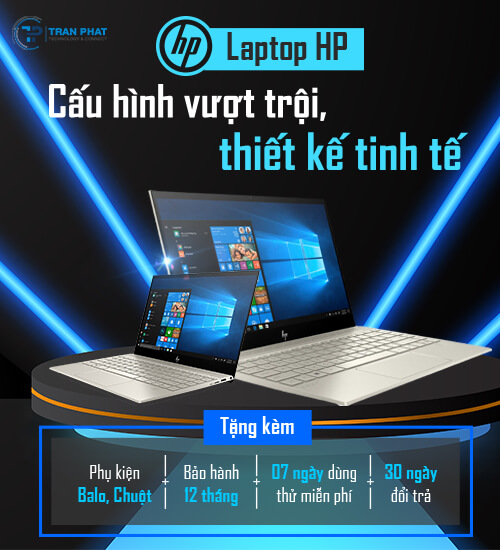 TRAN PHAT
TECHNOLOGY & CONNECT
hp Laptop HP
Cấu hình vượt trội,
thiết kế tinh tế
Tặng kèm
Phụ kiện
Balo, Chuột
+
Bảo hành
12 tháng
+
07 ngày dùng
thử miễn phí
+
30 ngày
đổi trả